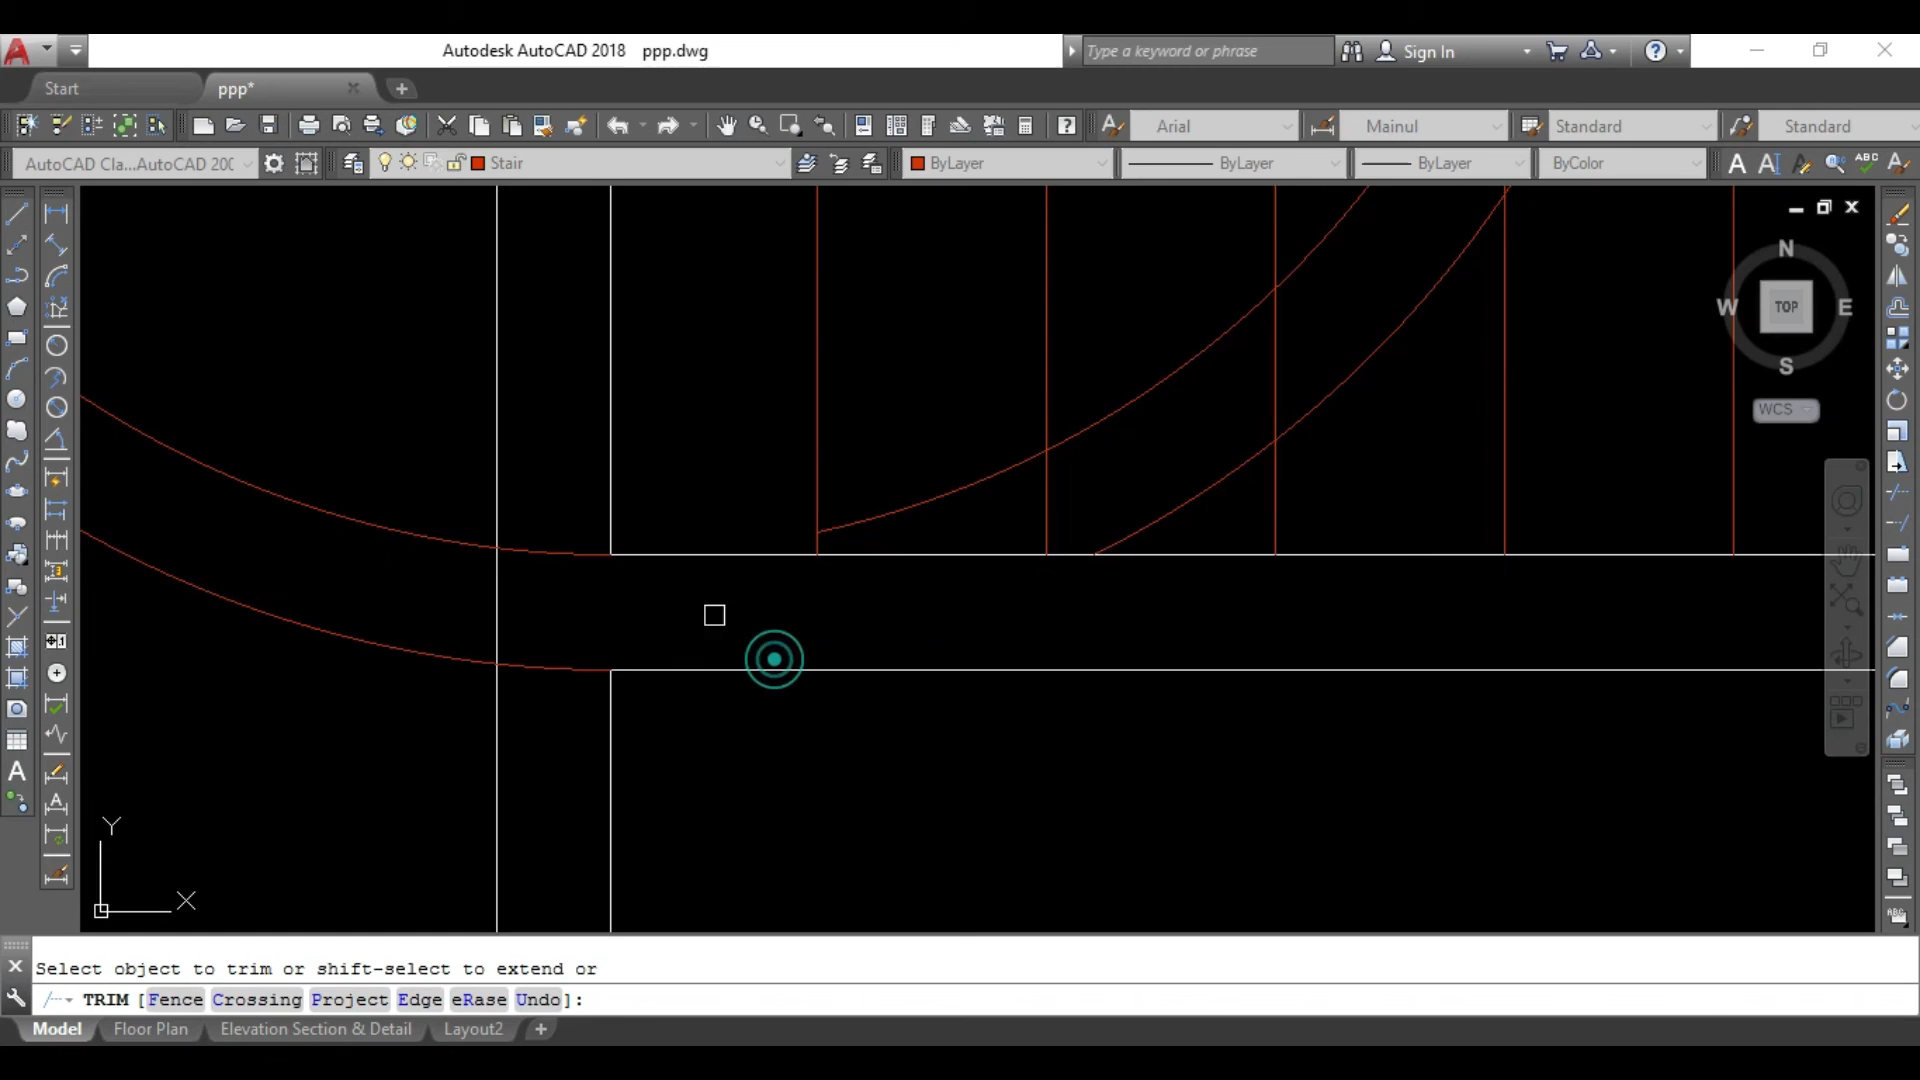 Autodesk AutoCAD 2018 ppp.dwg
Type a keyword or phrase
Sign In
Start
ppp*
Arial
Mainul
Standard
Standard
AutoCAD Cla...AutoCAD 200
Stair
ByLayer
ByLayer
ByLayer
ByColor
N
W
TOP
E
S
WCS
Y
X
Select object to trim or shift-select to extend or
TRIM [Fence Crossing Project Edge eRase Undo]:
Model
Floor Plan
Elevation Section & Detail
Layout2